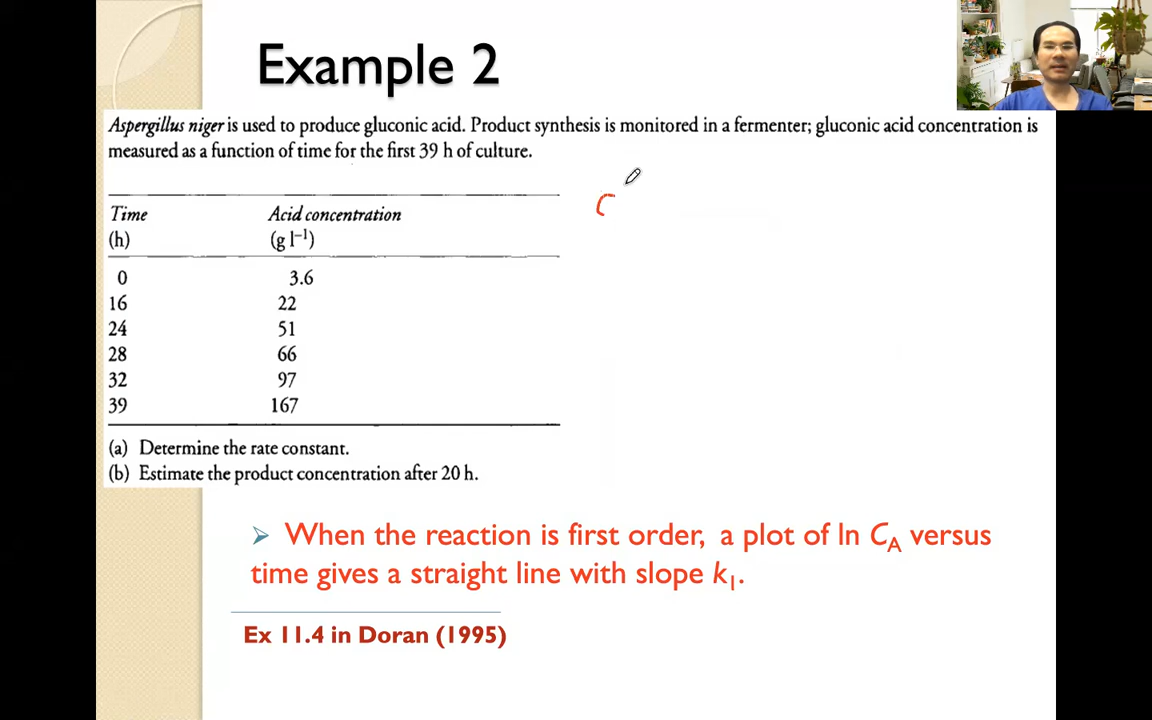 Example 2
Aspergillus niger is used to produce gluconic acid. Product synthesis is monitored in a fermenter; gluconic acid concentration is
measured as a function of time for the first 39 h of culture.
Time Acid concentration
(h) (g l⁻¹)
0 3.6
16 22
24 51
28 66
32 97
39 167
(a) Determine the rate constant.
(b) Estimate the product concentration after 20 h.
C
➢ When the reaction is first order, a plot of ln C_A versus
time gives a straight line with slope k₁.
Ex 11.4 in Doran (1995)